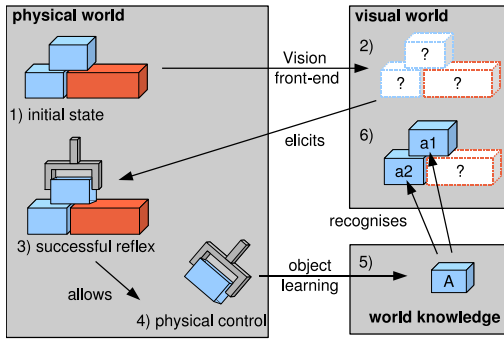 physical world
1) initial state
3) successful reflex
allows
4) physical control
Vision
front-end
elicits
recognises
object
learning
visual world
2)
?
?
?
6)
a1
a2
?
5)
A
world knowledge